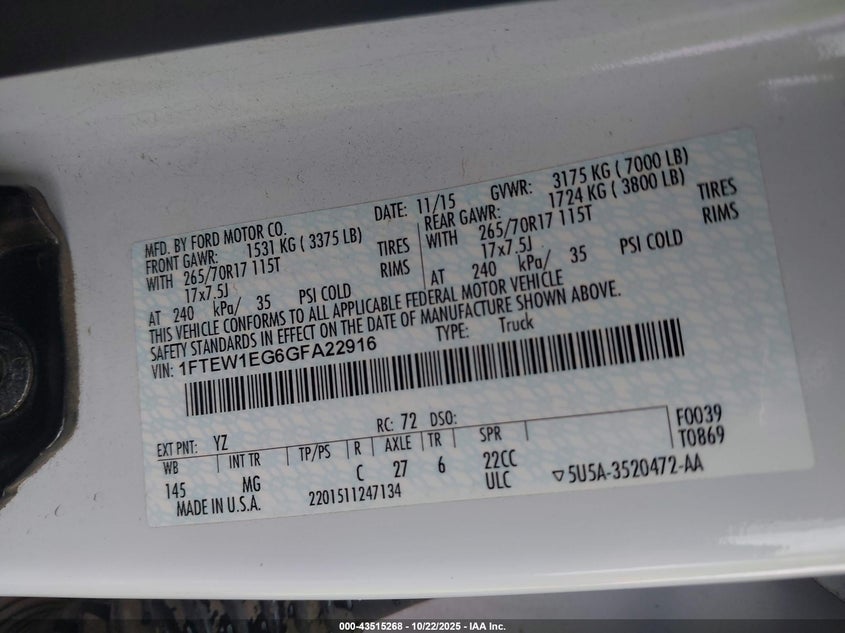 MFD. BY FORD MOTOR CO. DATE: 11/15 GVWR: 3175 KG ( 7000 LB)
FRONT GAWR: 1531 KG ( 3375 LB) REAR GAWR: 1724 KG ( 3800 LB)
WITH 265/70R17 115T TIRES WITH 265/70R17 115T TIRES
17x7.5J RIMS 17x7.5J RIMS
AT 240 kPa/ 35 PSI COLD AT 240 kPa/ 35 PSI COLD
THIS VEHICLE CONFORMS TO ALL APPLICABLE FEDERAL MOTOR VEHICLE
SAFETY STANDARDS IN EFFECT ON THE DATE OF MANUFACTURE SHOWN ABOVE.
VIN: 1FTEW1EG6GFA22916 TYPE: Truck
EXT PNT: YZ RC: 72 DSO: F0039
WB INT TR TP/PS R AXLE TR SPR T0869
145 MG C 27 6 22CC ▽5U5A-3520472-AA
ULC
MADE IN U.S.A. 2201511247134
000-43515268 - 10/22/2025 - IAA Inc.